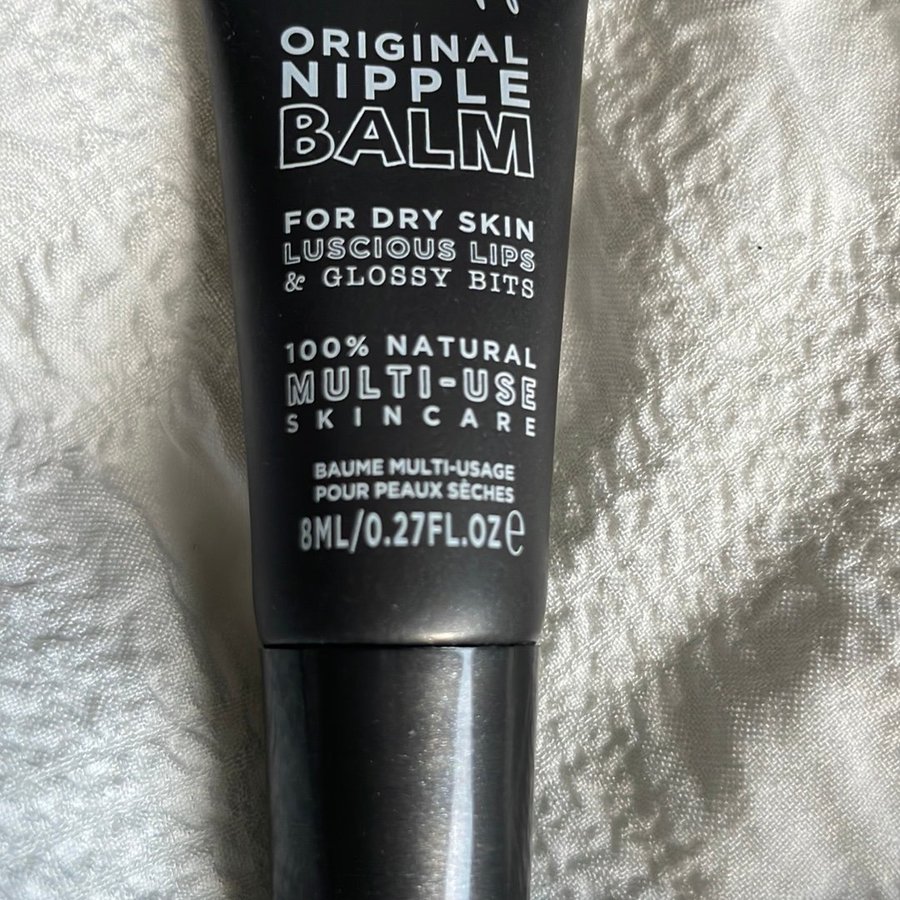 ORIGINAL
NIPPLE
BALM
FOR DRY SKIN
LUSCIOUS LIPS
& GLOSSY BITS
100% NATURAL
MULTI-USE
SKINCARE
BAUME MULTI-USAGE
POUR PEAUX SÈCHES
8ML/0.27FL.OZ℮